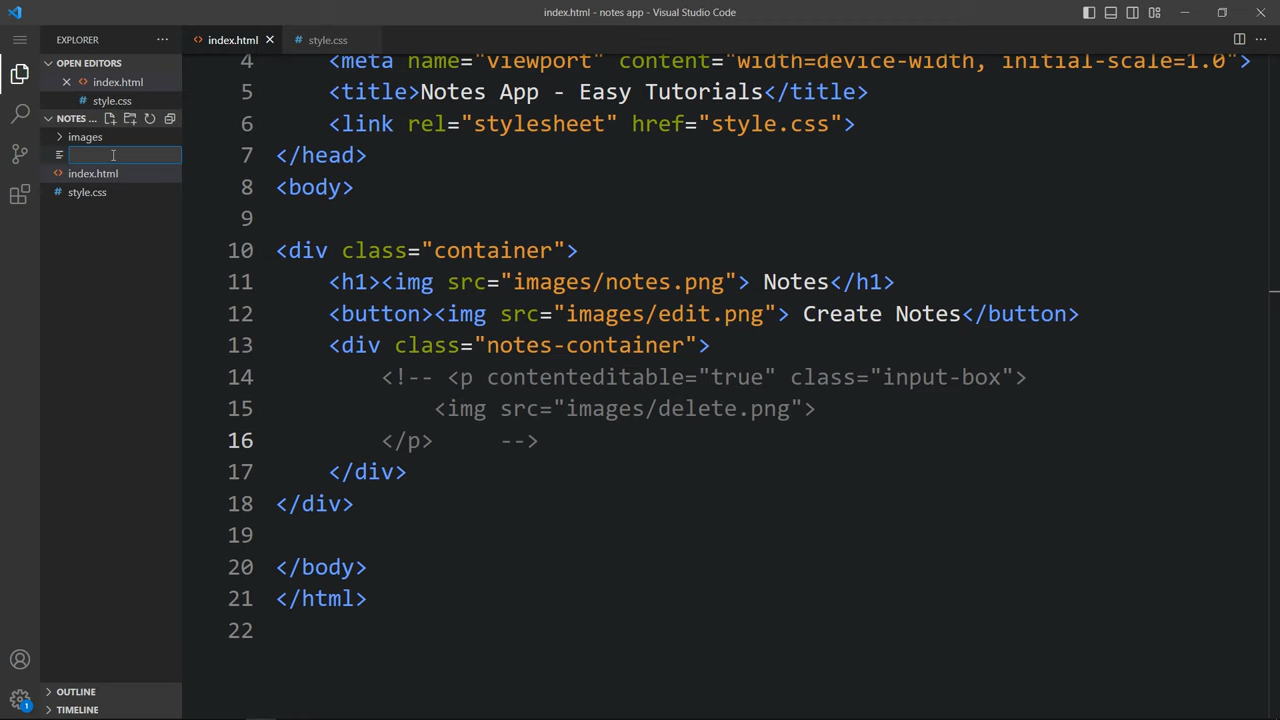 index.html - notes app - Visual Studio Code
EXPLORER
index.html
style.css
OPEN EDITORS
index.html
style.css
NOTES ...
images
index.html
style.css
OUTLINE
TIMELINE
1
4 <meta name="viewport" content="width=device-width, initial-scale=1.0">
5 <title>Notes App - Easy Tutorials</title>
6 <link rel="stylesheet" href="style.css">
7 </head>
8 <body>
9
10 <div class="container">
11 <h1><img src="images/notes.png"> Notes</h1>
12 <button><img src="images/edit.png"> Create Notes</button>
13 <div class="notes-container">
14 <!-- <p contenteditable="true" class="input-box">
15 <img src="images/delete.png">
16 </p> -->
17 </div>
18 </div>
19
20 </body>
21 </html>
22